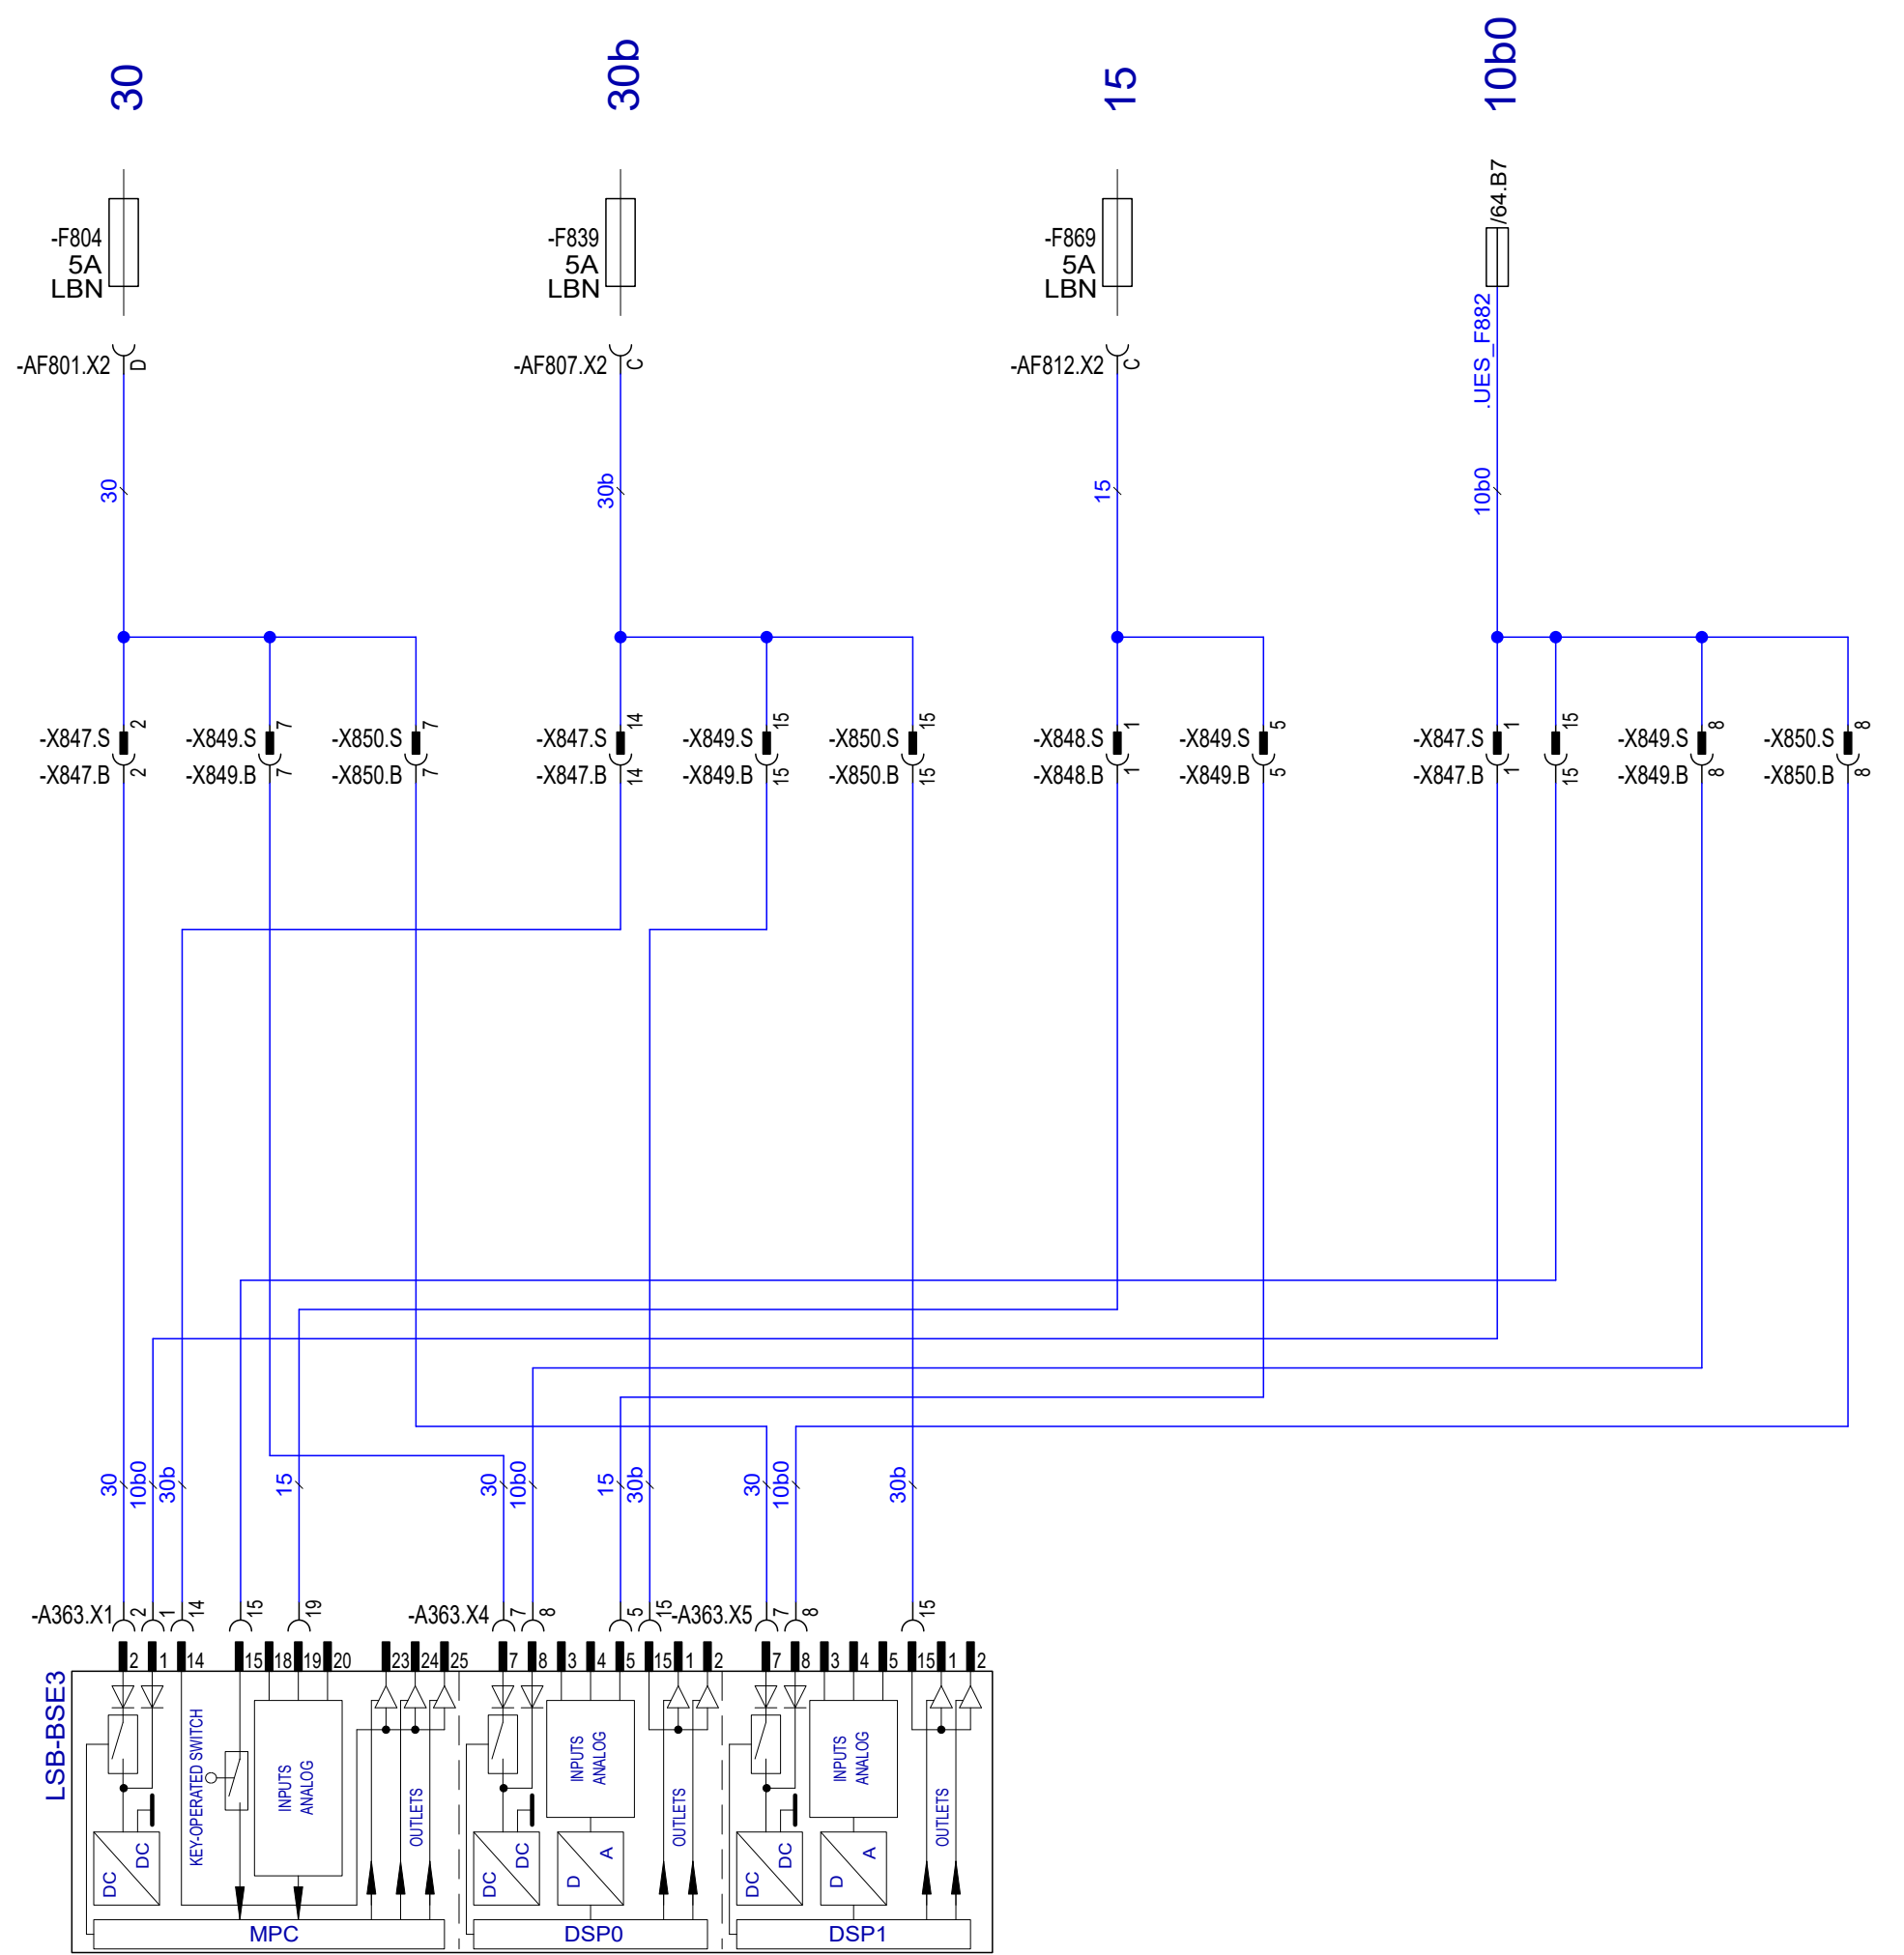 30
30b
15
10b0
-F804
5A
LBN
-F839
5A
LBN
-F869
5A
LBN
/64.B7
.UES_F882
-AF801.X2
D
-AF807.X2
C
-AF812.X2
C
30
30b
15
10b0
-X847.S 2
-X847.B 2
-X849.S 7
-X849.B 7
-X850.S 7
-X850.B 7
-X847.S 14
-X847.B 14
-X849.S 15
-X849.B 15
-X850.S 15
-X850.B 15
-X848.S 1
-X848.B 1
-X849.S 5
-X849.B 5
-X847.S 1 15
-X847.B 1 15
-X849.S 8
-X849.B 8
-X850.S 8
-X850.B 8
30 10b0 30b 15 30 10b0 15 30b 30 10b0 30b
-A363.X1 2 1 14 15 19
-A363.X4 7 8 5 15
-A363.X5 7 8 15
2 1 14 15 18 19 20 23 24 25 7 8 3 4 5 15 1 2 7 8 3 4 5 15 1 2
LSB-BSE3
KEY-OPERATED SWITCH
INPUTS
ANALOG
OUTLETS
DC
DC
MPC
INPUTS
ANALOG
OUTLETS
DC
DC
D
A
DSP0
INPUTS
ANALOG
OUTLETS
DC
DC
D
A
DSP1